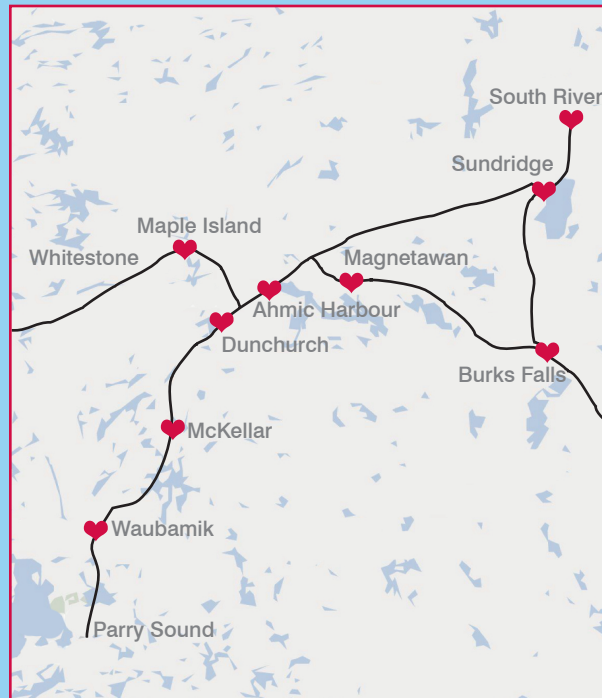 South River
Sundridge
Maple Island
Whitestone
Magnetawan
Ahmic Harbour
Dunchurch
Burks Falls
McKellar
Waubamik
Parry Sound